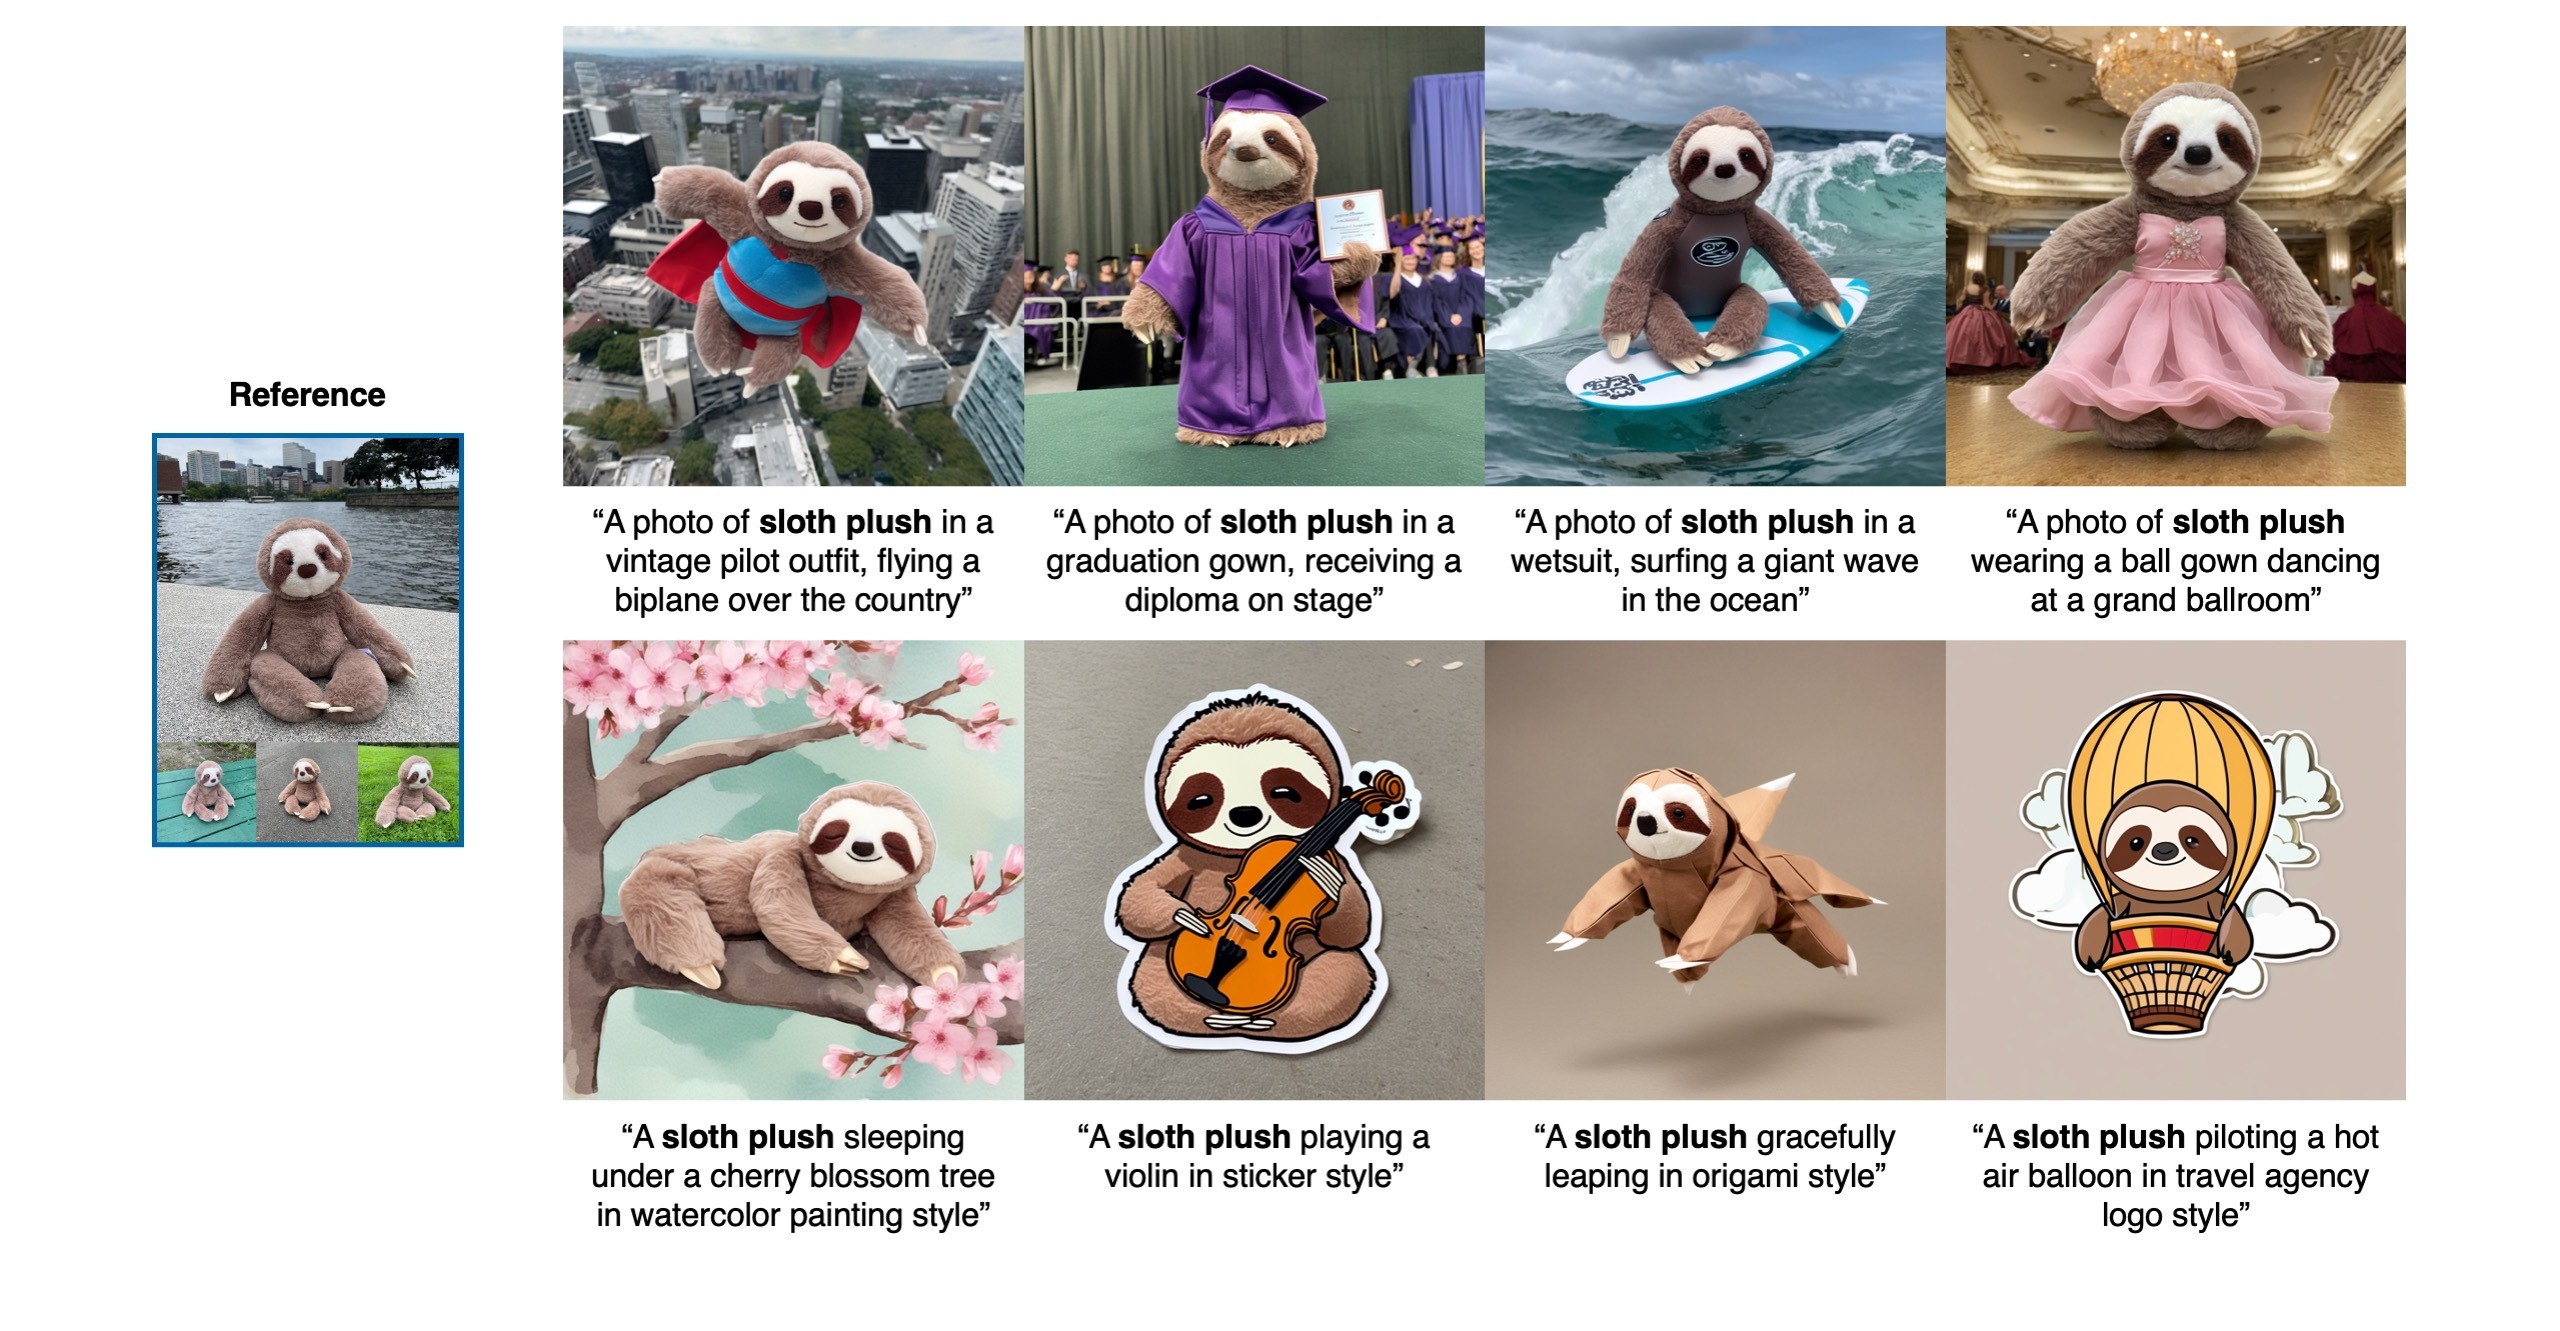 Reference
“A photo of sloth plush in a
vintage pilot outfit, flying a
biplane over the country”
“A photo of sloth plush in a
graduation gown, receiving a
diploma on stage”
“A photo of sloth plush in a
wetsuit, surfing a giant wave
in the ocean”
“A photo of sloth plush
wearing a ball gown dancing
at a grand ballroom”
“A sloth plush sleeping
under a cherry blossom tree
in watercolor painting style”
“A sloth plush playing a
violin in sticker style”
“A sloth plush gracefully
leaping in origami style”
“A sloth plush piloting a hot
air balloon in travel agency
logo style”